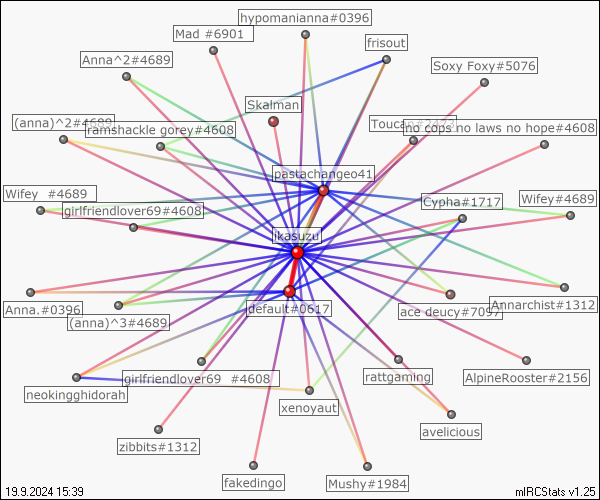 hypomanianna#0396
Mad #6901
frisout
Anna^2#4689
Soxy Foxy#5076
Skalman
(anna)^2#4689
ramshackle gorey#4608
no cops no laws no hope#4608
pastachangeo41
Wifey #4689
Cypha#1717
Wifey#4689
girlfriendlover69#4608
ikasuzu
Anna.#0396
Annarchist#1312
default#0617
ace deucy#7097
(anna)^3#4689
girlfriendlover69 #4608
rattgaming
AlpineRooster#2156
neokingghidorah
xenoyaut
avelicious
zibbits#1312
fakedingo
Mushy#1984
19.9.2024 15:39
mIRCStats v1.25